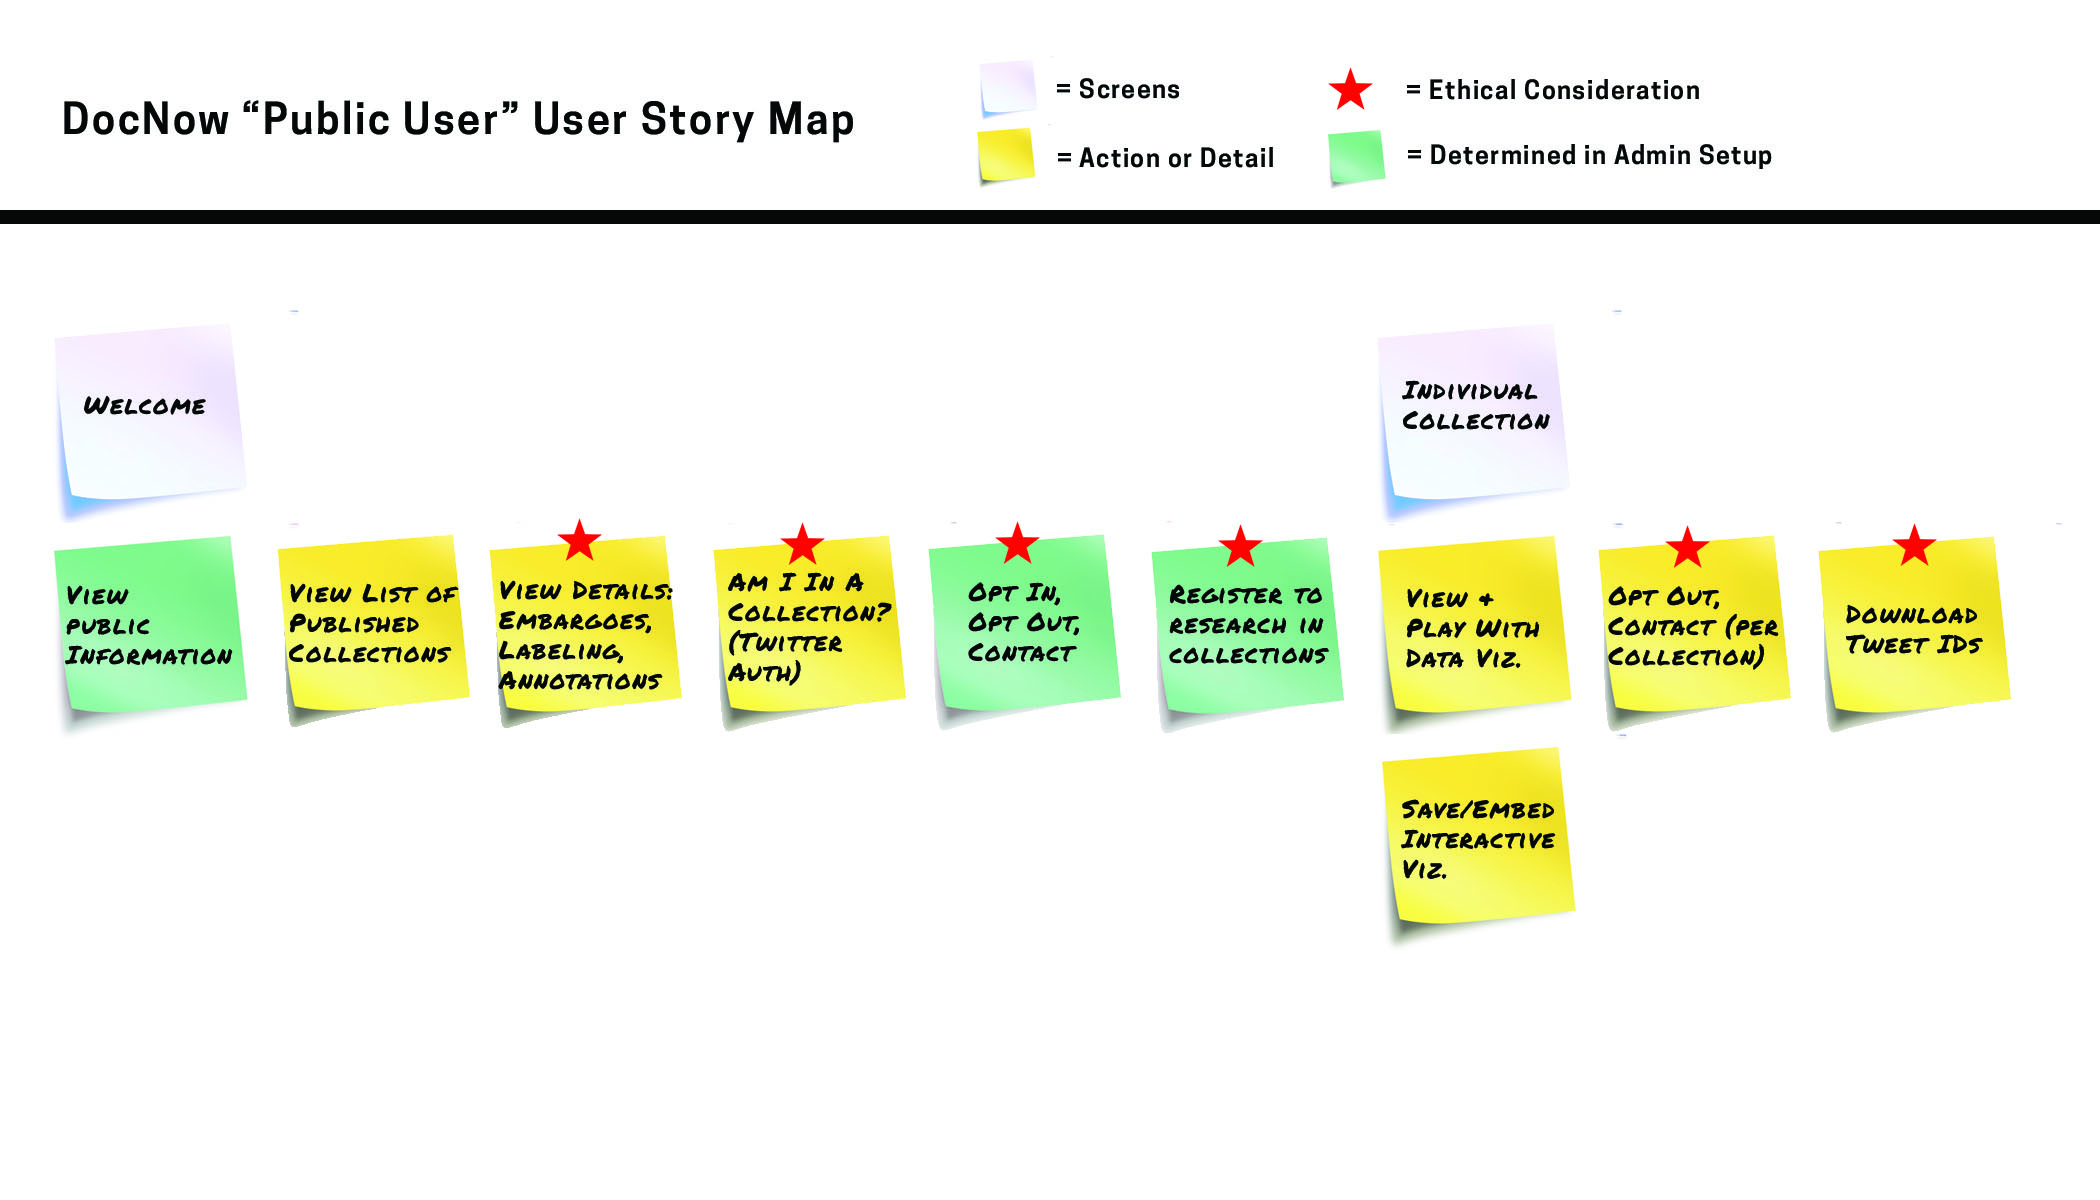 DocNow “Public User” User Story Map
= Screens
= Ethical Consideration
= Action or Detail
= Determined in Admin Setup
Welcome
Individual
Collection
View
public
Information
View List of
Published
Collections
View Details:
Embargoes,
Labeling,
Annotations
Am I In A
Collection?
(Twitter
Auth)
Opt In,
Opt Out,
Contact
Register to
research in
collections
View +
Play With
Data Viz.
Opt Out,
Contact (per
Collection)
Download
Tweet IDs
Save/Embed
Interactive
Viz.